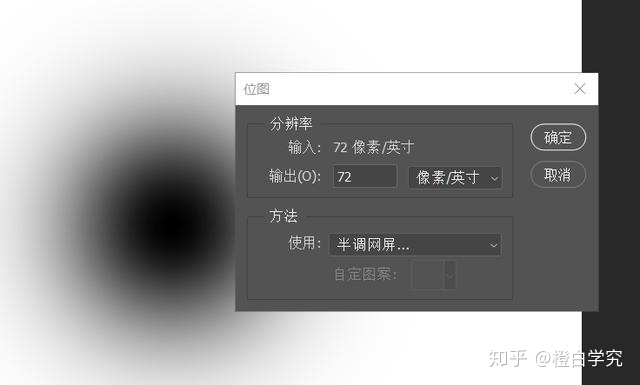 位图
分辨率
输入： 72 像素/英寸
输出(O)： 72 像素/英寸
方法
使用： 半调网屏...
自定图案：
确定
取消
知乎 @橙白学究